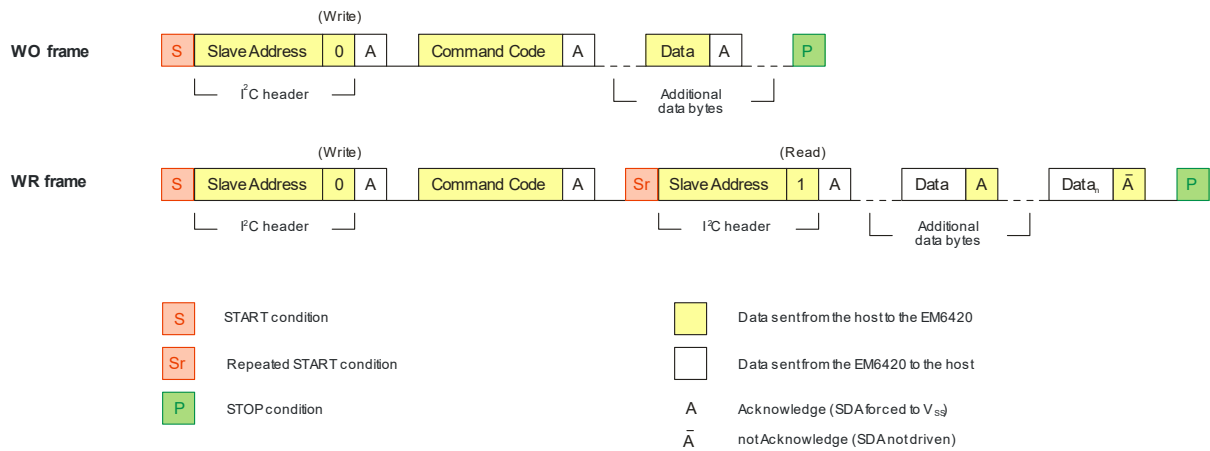 (Write)
WO frame S Slave Address 0 A Command Code A Data A P
I²C header Additional
data bytes
(Write) (Read)
WR frame S Slave Address 0 A Command Code A Sr Slave Address 1 A Data A Dataₙ Ā P
I²C header I²C header Additional
data bytes
S START condition
Data sent from the host to the EM6420
Sr Repeated START condition
Data sent from the EM6420 to the host
P STOP condition
A Acknowledge (SDA forced to V_SS)
Ā not Acknowledge (SDA not driven)